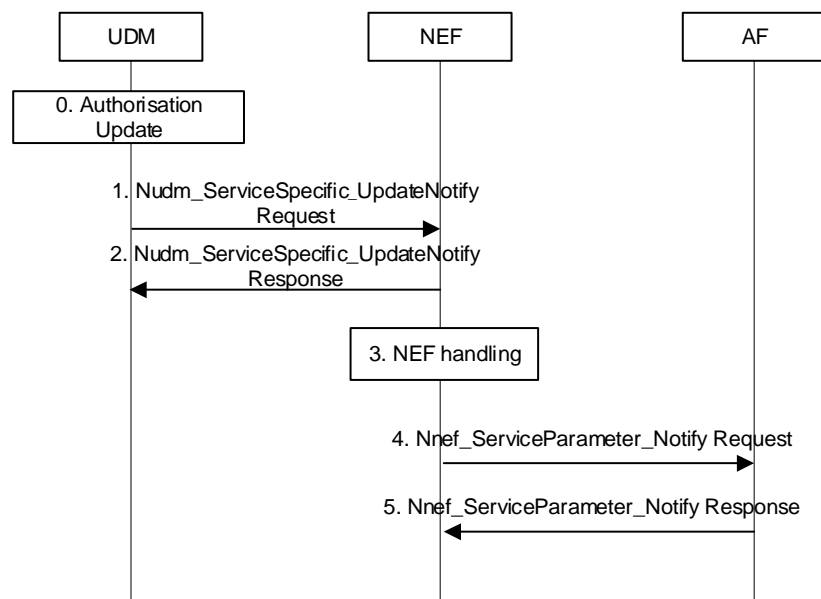 UDM
NEF
AF
0. Authorisation
Update
1. Nudm_ServiceSpecific_UpdateNotify
Request
2. Nudm_ServiceSpecific_UpdateNotify
Response
3. NEF handling
4. Nnef_ServiceParameter_Notify Request
5. Nnef_ServiceParameter_Notify Response